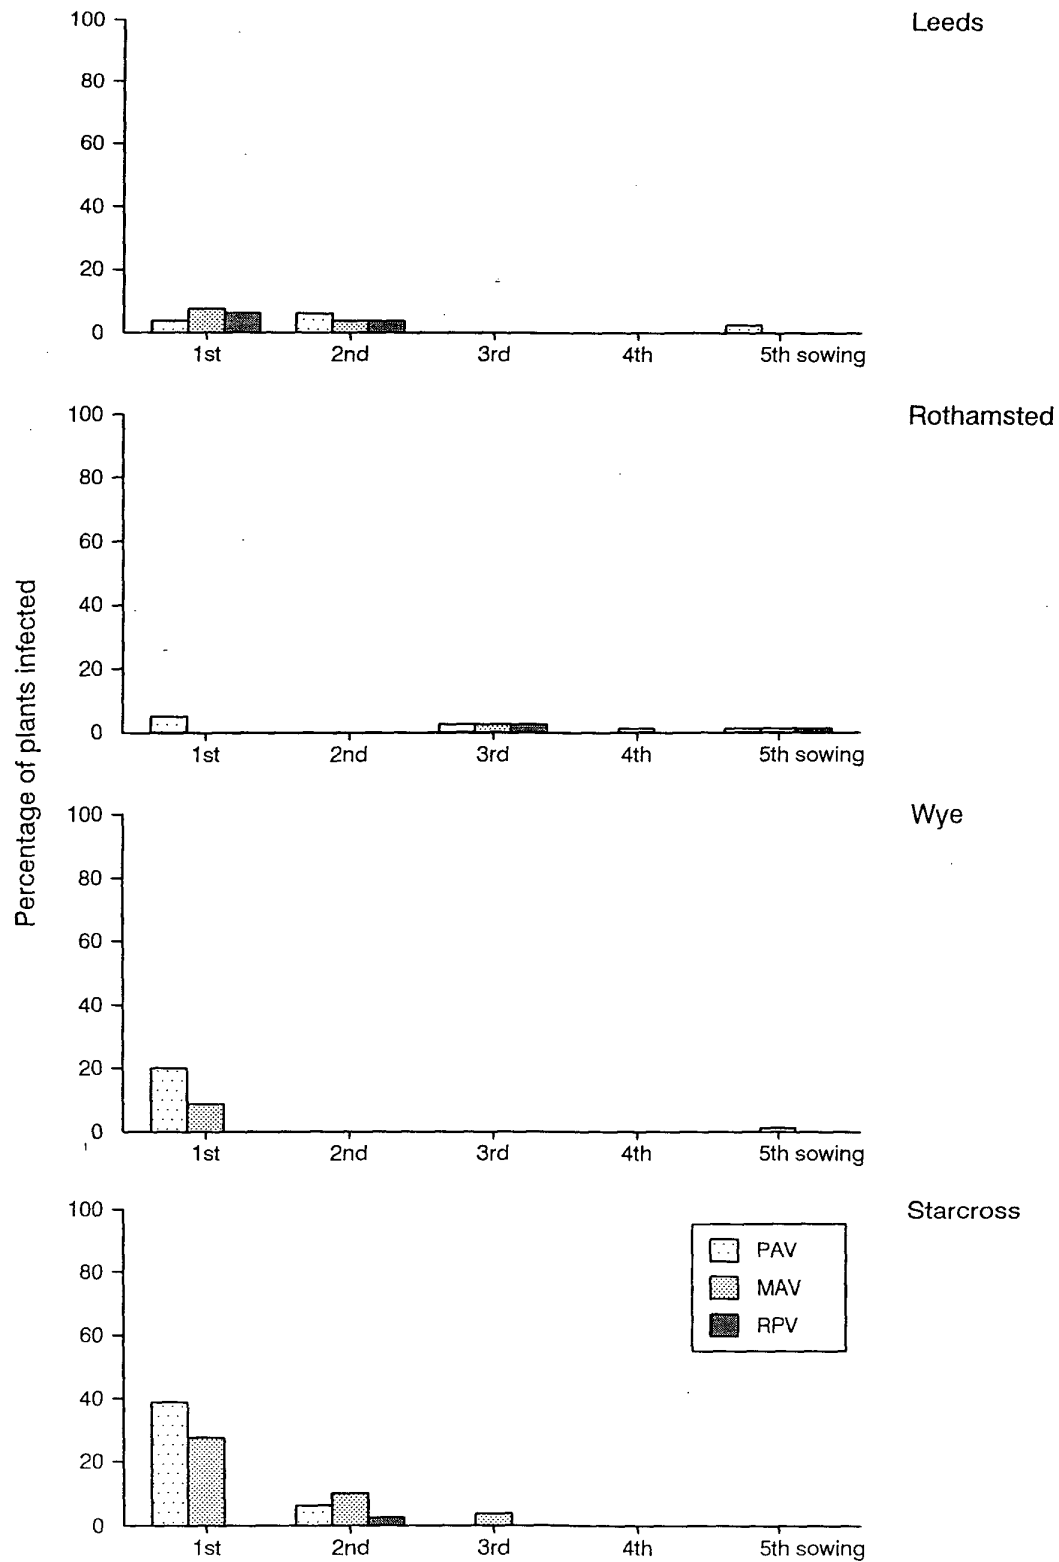 Leeds
100
80
60
40
20
0
1st 2nd 3rd 4th 5th sowing
Rothamsted
100
80
60
40
20
0
1st 2nd 3rd 4th 5th sowing
Percentage of plants infected
Wye
100
80
60
40
20
0
1st 2nd 3rd 4th 5th sowing
Starcross
100
80
60
40
20
0
PAV
MAV
RPV
1st 2nd 3rd 4th 5th sowing